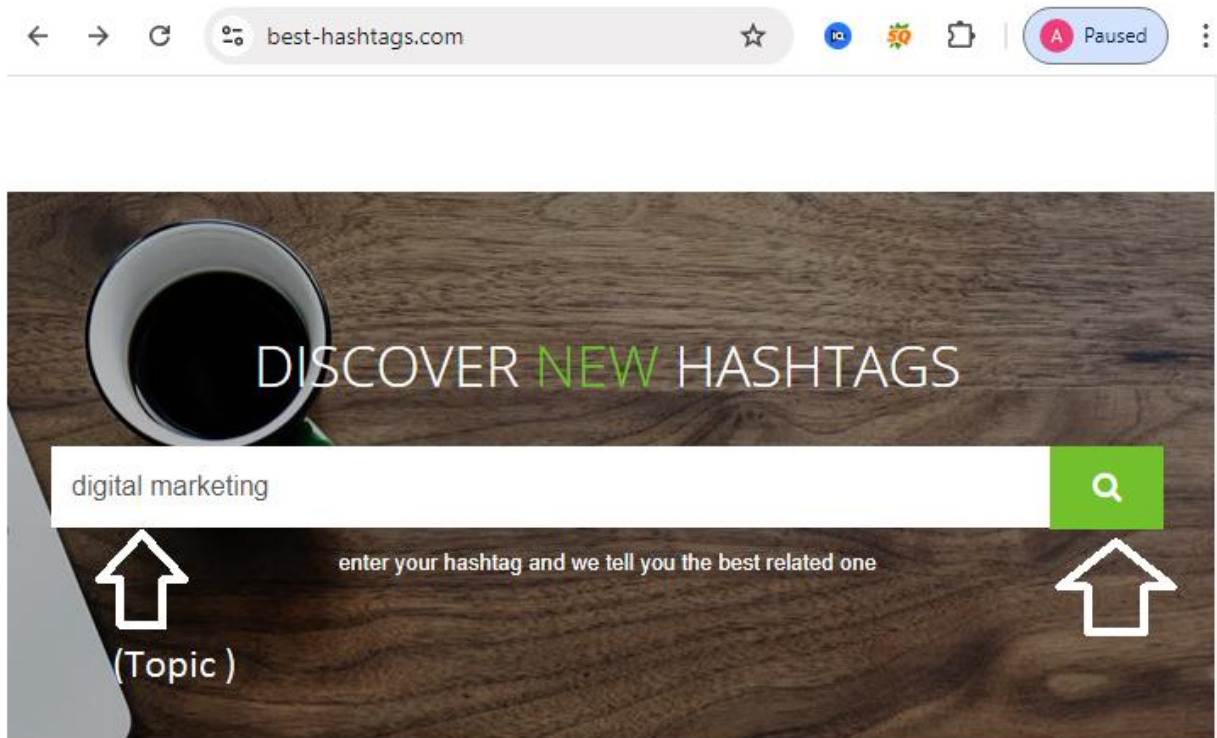 best-hashtags.com
A Paused
DISCOVER NEW HASHTAGS
digital marketing
enter your hashtag and we tell you the best related one
(Topic )